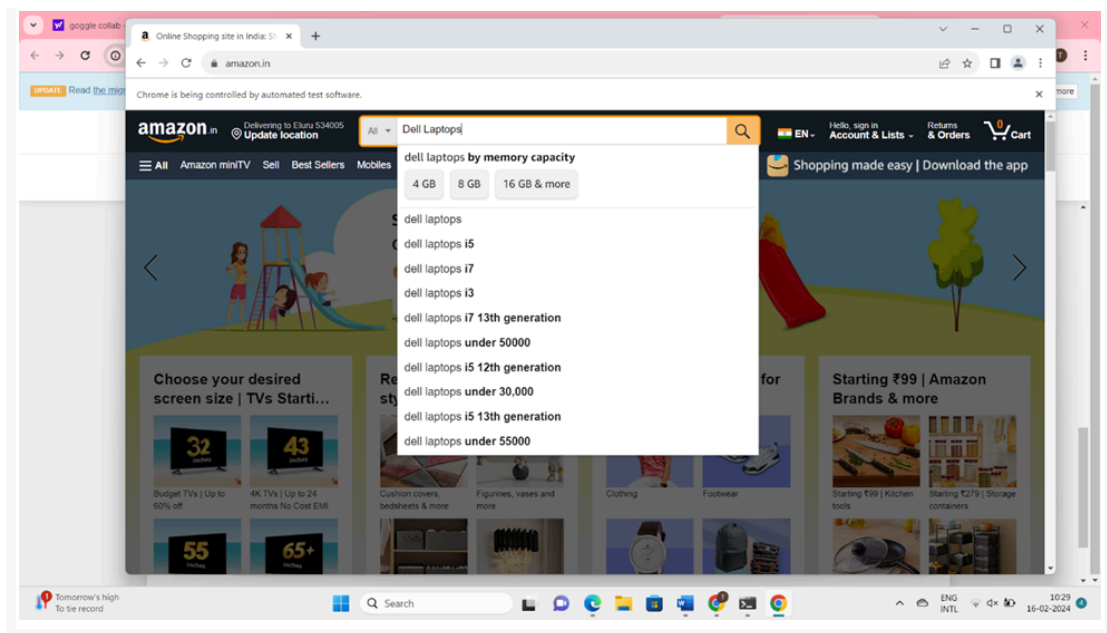 goggle collab
Online Shopping site in India: Sh
amazon.in
UPDATE Read the mig
more
Chrome is being controlled by automated test software.
amazon.in
Delivering to Eluru 534005
Update location
All
Dell Laptops
EN
Hello, sign in
Account & Lists
Returns
& Orders
0
Cart
All Amazon miniTV Sell Best Sellers Mobiles
Shopping made easy | Download the app
dell laptops by memory capacity
4 GB 8 GB 16 GB & more
dell laptops
dell laptops i5
dell laptops i7
dell laptops i3
dell laptops i7 13th generation
dell laptops under 50000
dell laptops i5 12th generation
dell laptops under 30,000
dell laptops i5 13th generation
dell laptops under 55000
Choose your desired
screen size | TVs Starti...
32
inches
43
inches
Budget TVs | Up to
60% off
4K TVs | Up to 24
months No Cost EMI
55
inches
65+
inches
Re
sty
Cushion covers,
bedsheets & more
Figurines, vases and
more
for
Clothing
Footwear
Starting ₹99 | Amazon
Brands & more
Starting ₹99 | Kitchen
tools
Starting ₹279 | Storage
containers
1
Tomorrow's high
To tie record
Search
ENG
INTL
10:29
16-02-2024
4